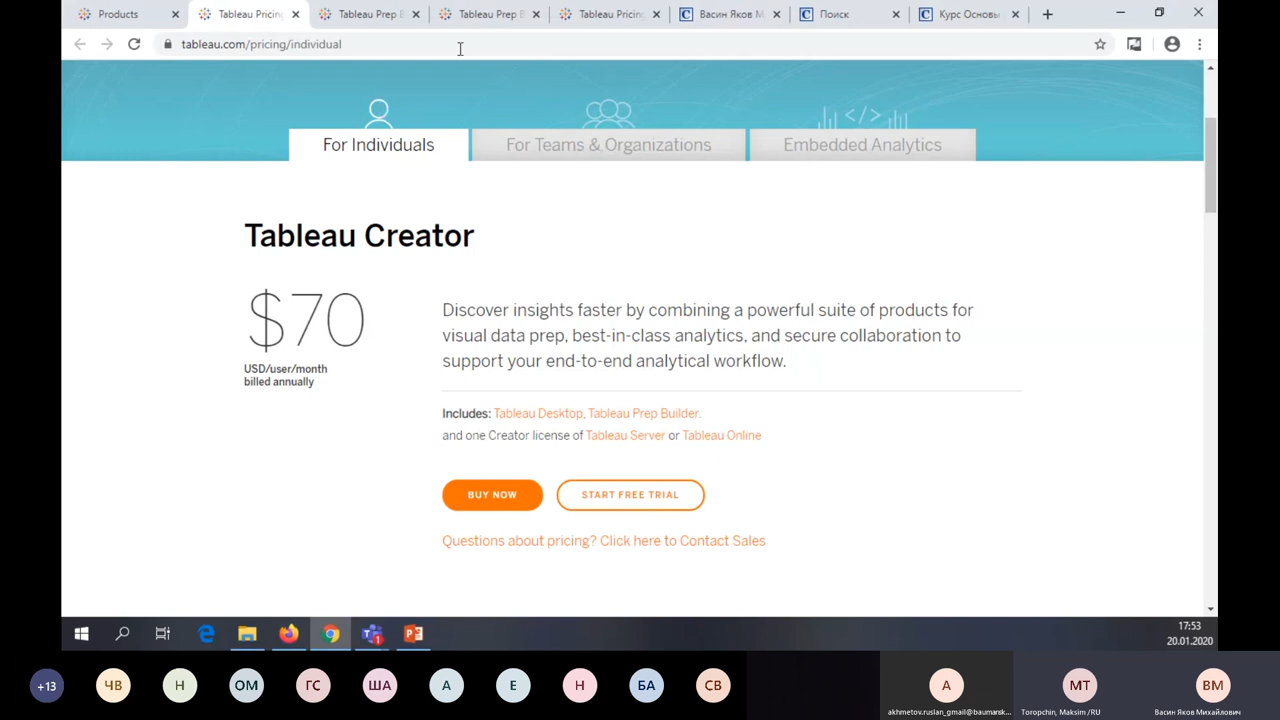 Products
Tableau Pricing
Tableau Prep B
Tableau Prep B
Tableau Pricing
Васин Яков М
Поиск
Курс Основы
tableau.com/pricing/individual
For Individuals
For Teams & Organizations
Embedded Analytics
Tableau Creator
$70
USD/user/month
billed annually
Discover insights faster by combining a powerful suite of products for
visual data prep, best-in-class analytics, and secure collaboration to
support your end-to-end analytical workflow.
Includes: Tableau Desktop, Tableau Prep Builder.
and one Creator license of Tableau Server or Tableau Online
BUY NOW
START FREE TRIAL
Questions about pricing? Click here to Contact Sales
17:53
20.01.2020
+13
ЧВ
Н
ОМ
ГС
ША
А
Е
Н
БА
СВ
А
МТ
ВМ
akhmetov.ruslan_gmail@baumansk...
Toropchin, Maksim /RU
Васин Яков Михайлович